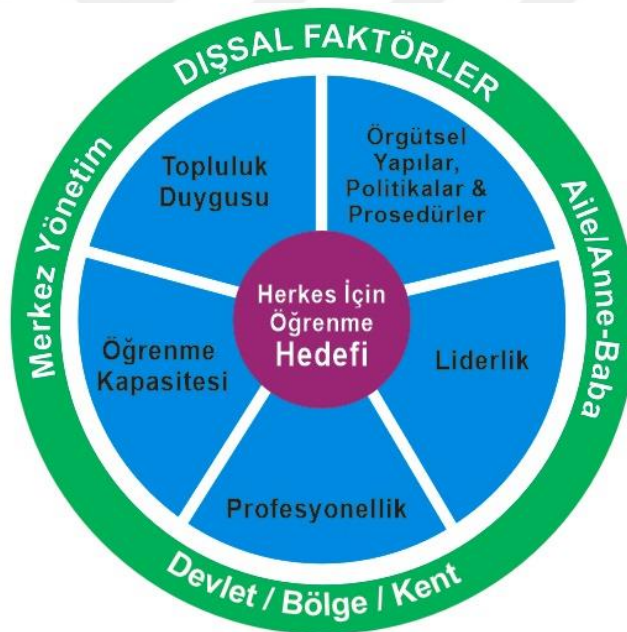 DIŞSAL FAKTÖRLER
Merkez Yönetim
Aile/Anne-Baba
Devlet / Bölge / Kent
Topluluk
Duygusu
Örgütsel
Yapılar,
Politikalar &
Prosedürler
Herkes İçin
Öğrenme
Hedefi
Öğrenme
Kapasitesi
Liderlik
Profesyonellik